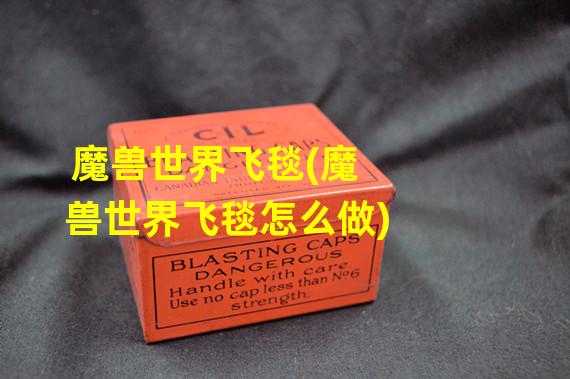 CIL
魔兽世界飞毯(魔
兽世界飞毯怎么做)
BLASTING CAPS
DANGEROUS
Handle with care
Use no cap less than No6
strength.